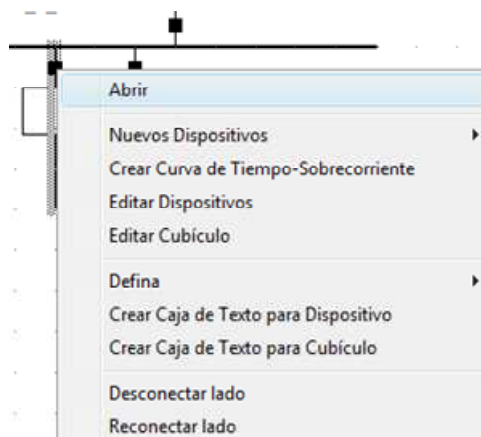 Abrir
Nuevos Dispositivos
Crear Curva de Tiempo-Sobrecorriente
Editar Dispositivos
Editar Cubículo
Defina
Crear Caja de Texto para Dispositivo
Crear Caja de Texto para Cubículo
Desconectar lado
Reconectar lado